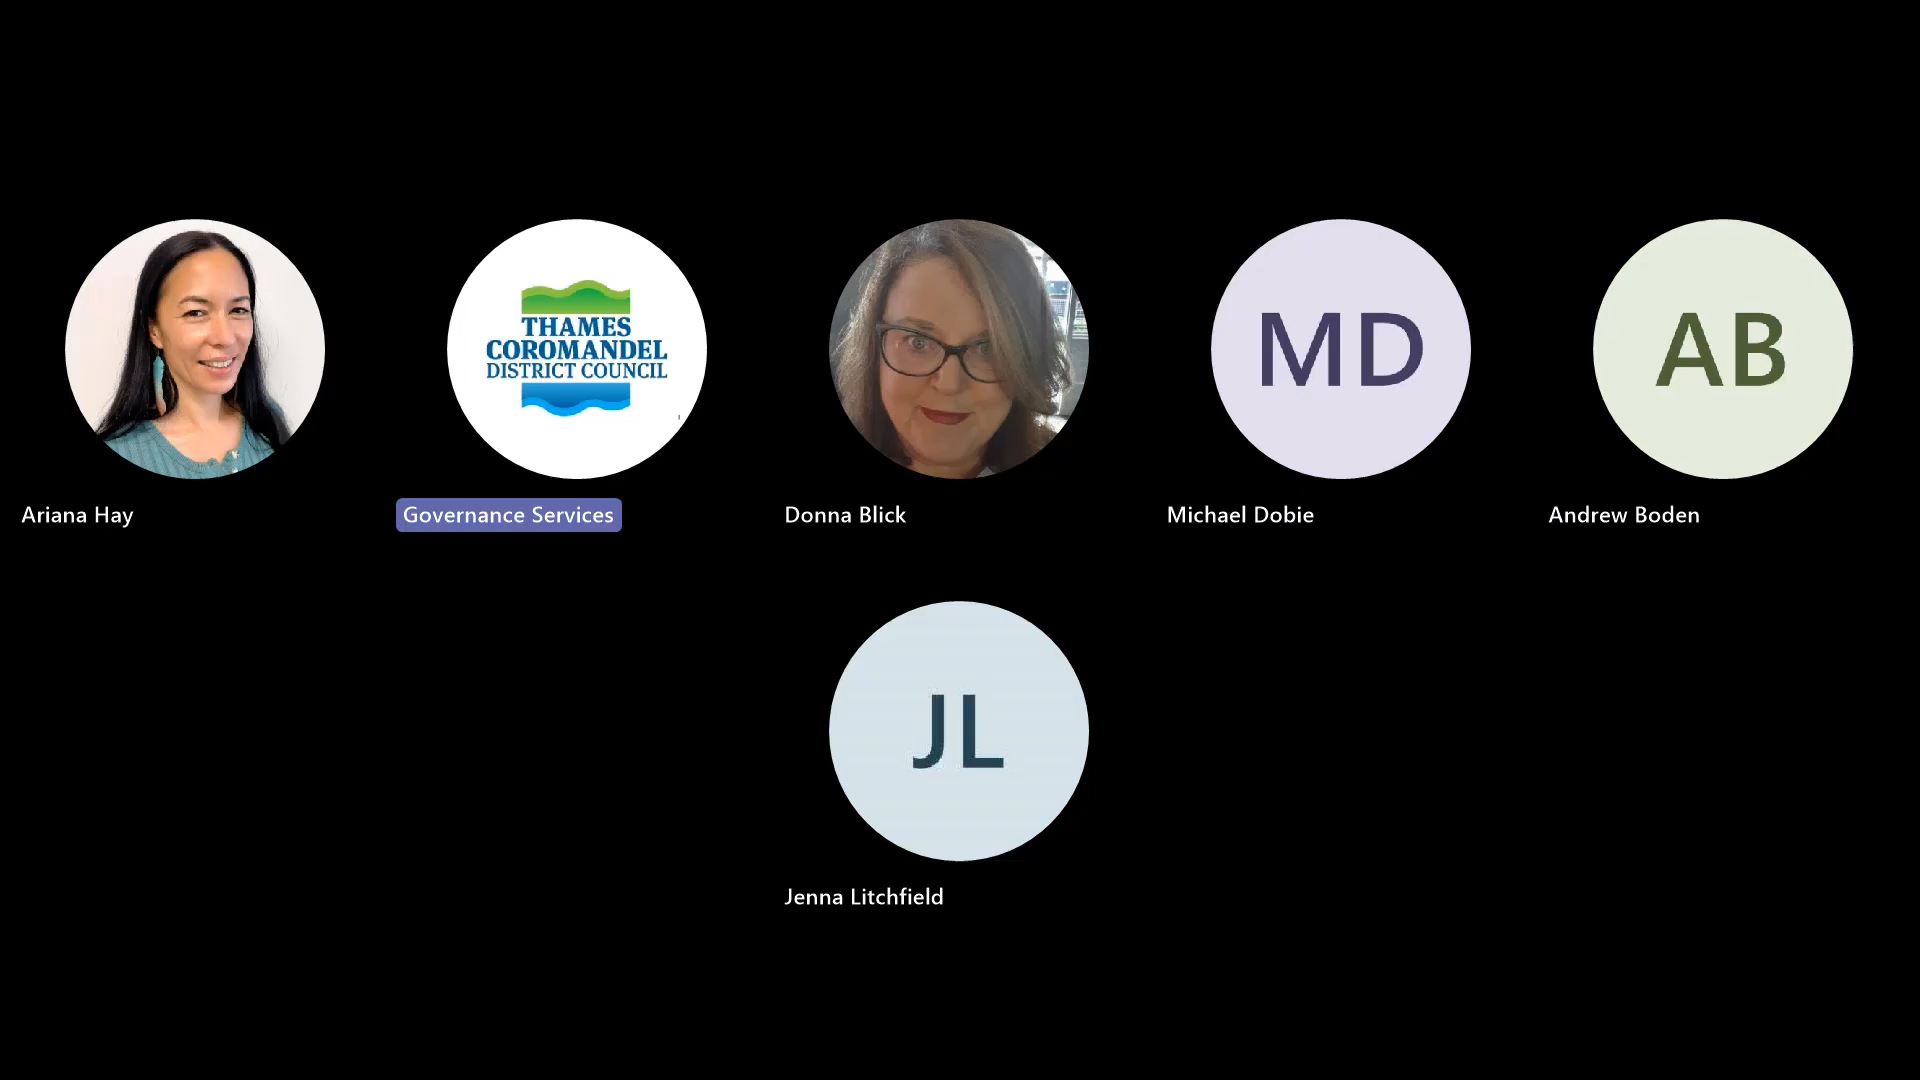 THAMES
COROMANDEL
DISTRICT COUNCIL
MD
AB
Ariana Hay
Governance Services
Donna Blick
Michael Dobie
Andrew Boden
JL
Jenna Litchfield